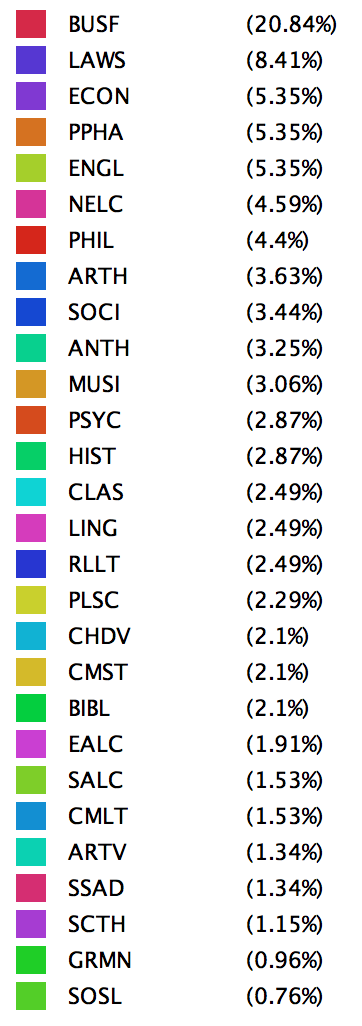 BUSF (20.84%)
LAWS (8.41%)
ECON (5.35%)
PPHA (5.35%)
ENGL (5.35%)
NELC (4.59%)
PHIL (4.4%)
ARTH (3.63%)
SOCI (3.44%)
ANTH (3.25%)
MUSI (3.06%)
PSYC (2.87%)
HIST (2.87%)
CLAS (2.49%)
LING (2.49%)
RLLT (2.49%)
PLSC (2.29%)
CHDV (2.1%)
CMST (2.1%)
BIBL (2.1%)
EALC (1.91%)
SALC (1.53%)
CMLT (1.53%)
ARTV (1.34%)
SSAD (1.34%)
SCTH (1.15%)
GRMN (0.96%)
SOSL (0.76%)